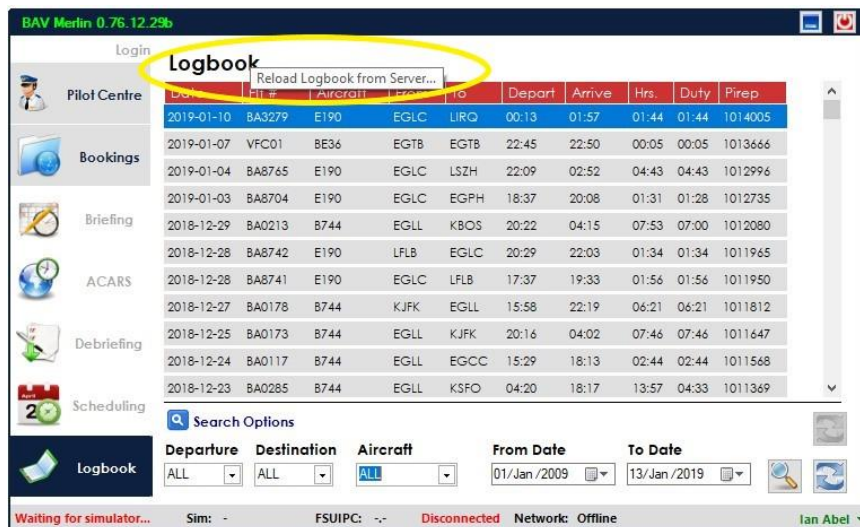 BAV Merlin 0.76.12.29b
Login
Pilot Centre
Bookings
Briefing
ACARS
Debriefing
Scheduling
Logbook
Logbook
Reload Logbook from Server...
Date Flt # Aircraft From To Depart Arrive Hrs. Duty Pirep
2019-01-10 BA3279 E190 EGLC LIRQ 00:13 01:57 01:44 01:44 1014005
2019-01-07 VFC01 BE36 EGTB EGTB 22:45 22:50 00:05 00:05 1013666
2019-01-04 BA8765 E190 EGLC LSZH 22:09 02:52 04:43 04:43 1012996
2019-01-03 BA8704 E190 EGLC EGPH 18:37 20:08 01:31 01:28 1012735
2018-12-29 BA0213 B744 EGLL KBOS 20:22 04:15 07:53 07:00 1012080
2018-12-28 BA8742 E190 LFLB EGLC 20:29 22:03 01:34 01:34 1011965
2018-12-28 BA8741 E190 EGLC LFLB 17:37 19:33 01:56 01:56 1011950
2018-12-27 BA0178 B744 KJFK EGLL 15:58 22:19 06:21 06:21 1011812
2018-12-25 BA0173 B744 EGLL KJFK 20:16 04:02 07:46 07:46 1011647
2018-12-24 BA0117 B744 EGLL EGCC 15:29 18:13 02:44 02:44 1011568
2018-12-23 BA0285 B744 EGLL KSFO 04:20 18:17 13:57 04:33 1011369
Search Options
Departure Destination Aircraft From Date To Date
ALL ALL ALL 01/Jan /2009 13/Jan /2019
Waiting for simulator... Sim: - FSUIPC: -.- Disconnected Network: Offline Ian Abel